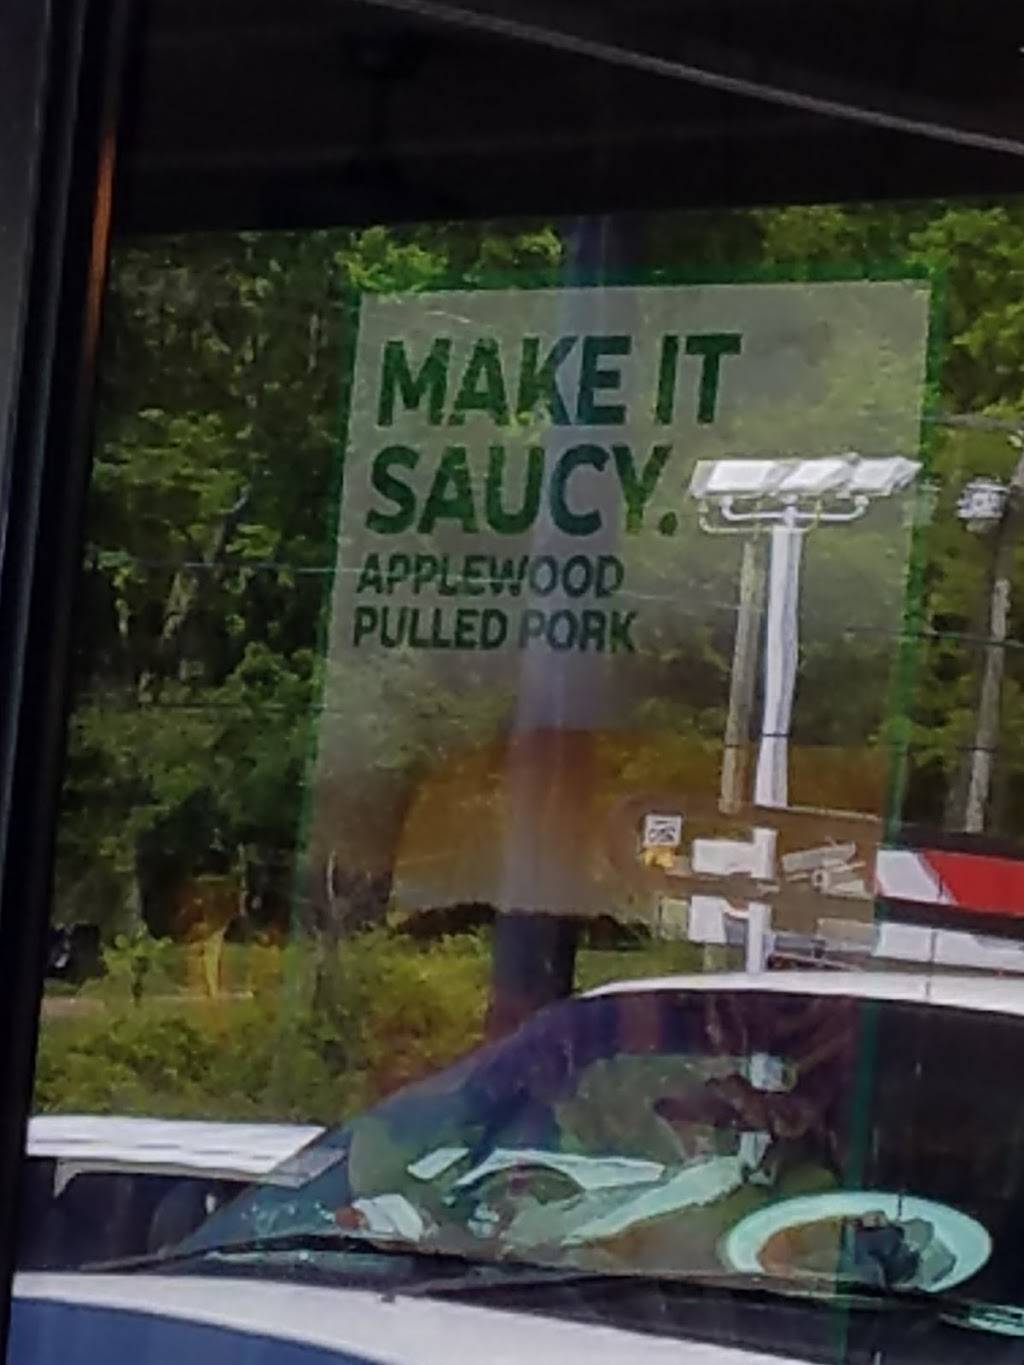 MAKE IT
SAUCY.
APPLEWOOD
PULLED PORK